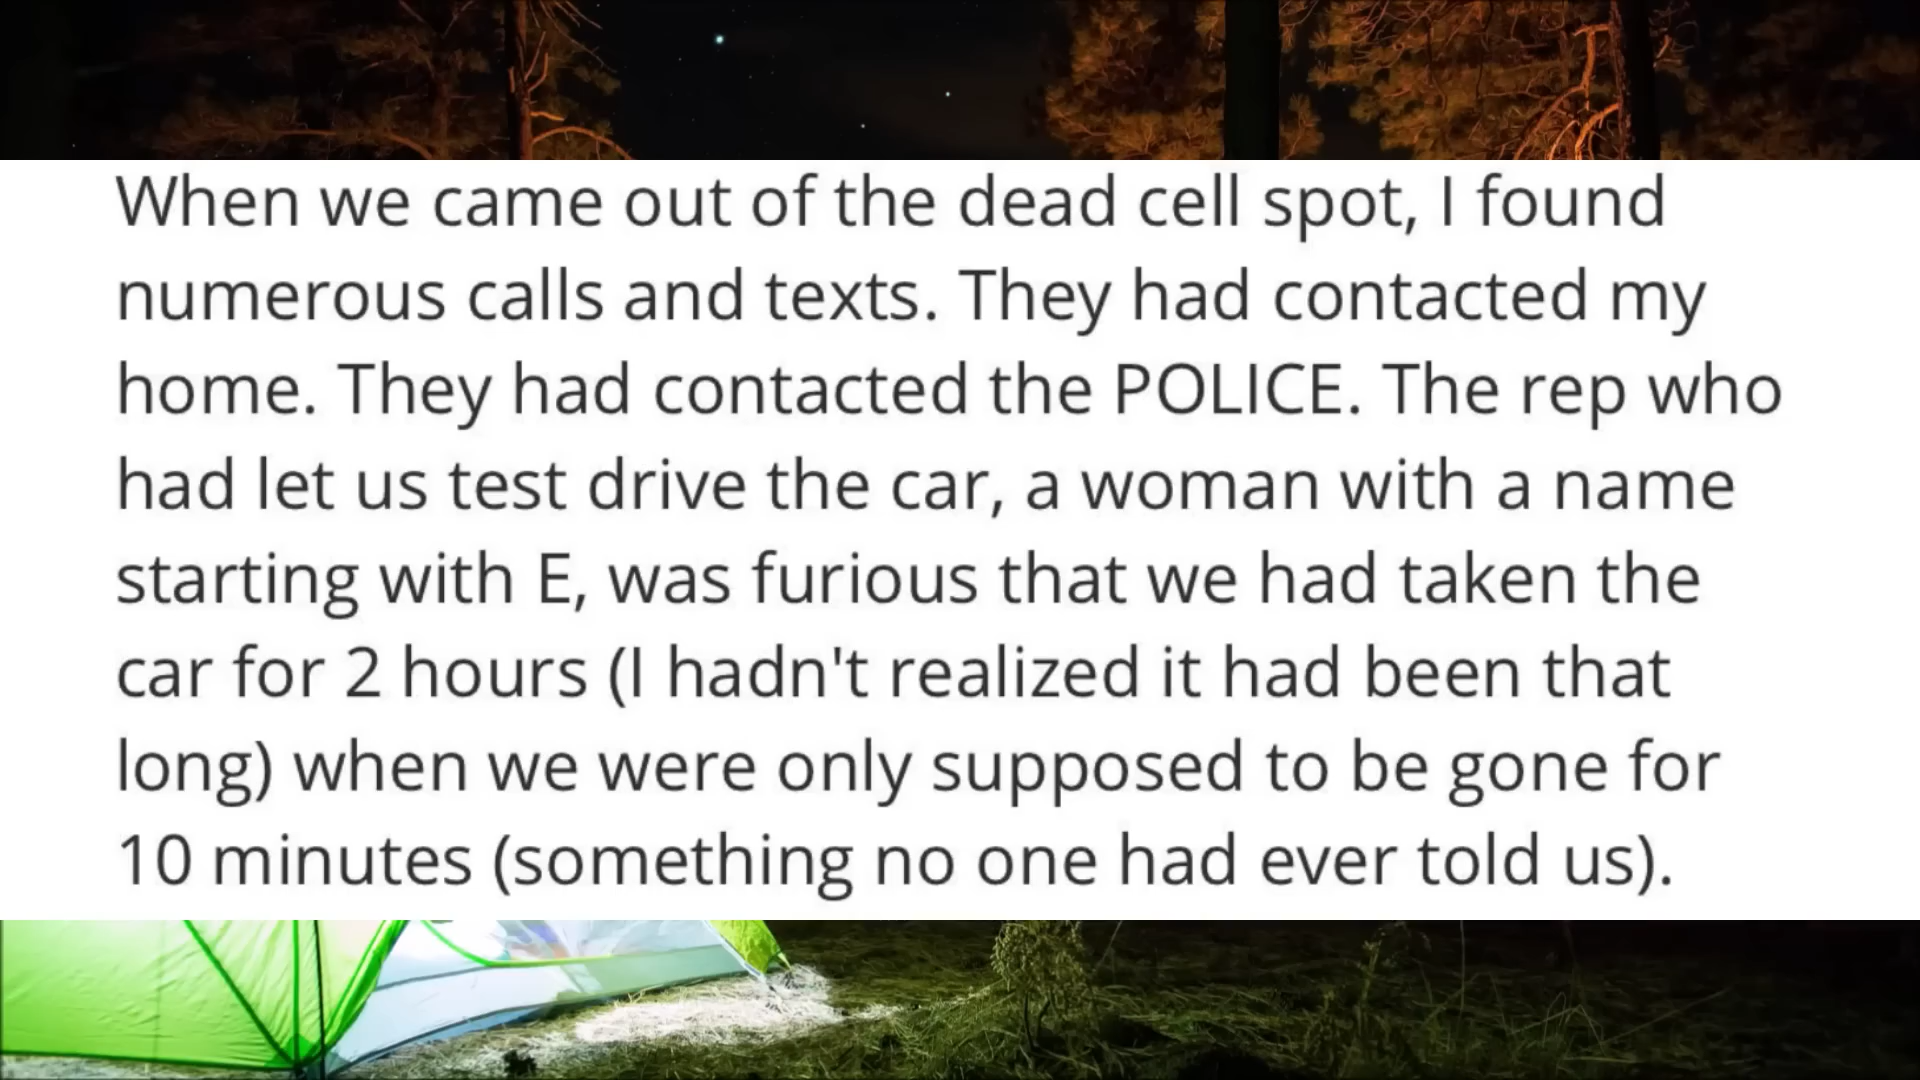 When we came out of the dead cell spot, I found
numerous calls and texts. They had contacted my
home. They had contacted the POLICE. The rep who
had let us test drive the car, a woman with a name
starting with E, was furious that we had taken the
car for 2 hours (I hadn't realized it had been that
long) when we were only supposed to be gone for
10 minutes (something no one had ever told us).